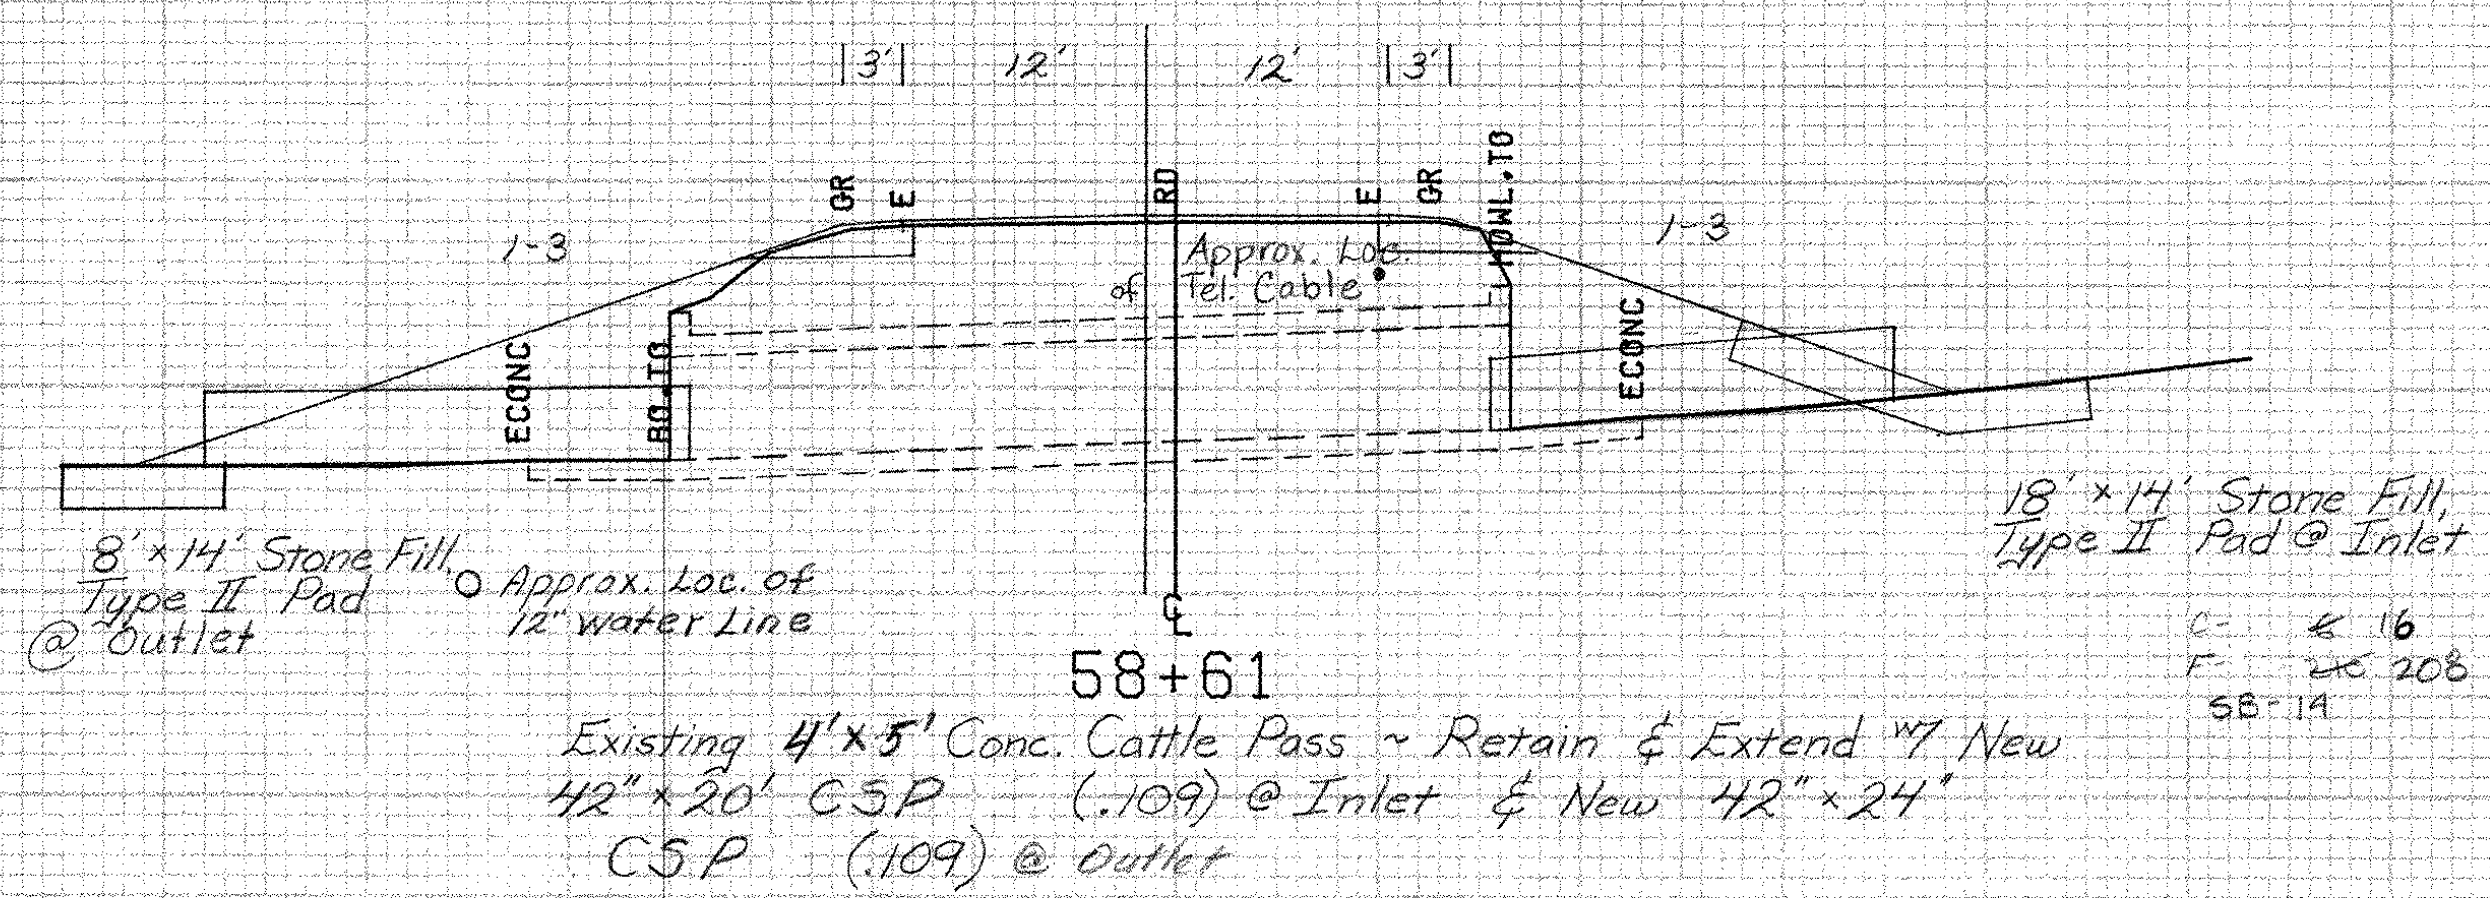 |3'| 12' 12' |3'|
GR E RD E GR HOWL.TO
1-3 1-3
Approx. Loc.
of Tel. Cable
ECONC BO.TO ECONC
18' x 14' Stone Fill,
Type II Pad @ Inlet
8' x 14' Stone Fill,
Type II Pad
@ Outlet
Approx. Loc. of
12" Water Line
CL
C- 16
F- 208
SB-14
58+61
Existing 4'x5' Conc. Cattle Pass ~ Retain & Extend w/ New
42" x 20' CSP (.109) @ Inlet & New 42" x 24"
CSP (.109) @ Outlet